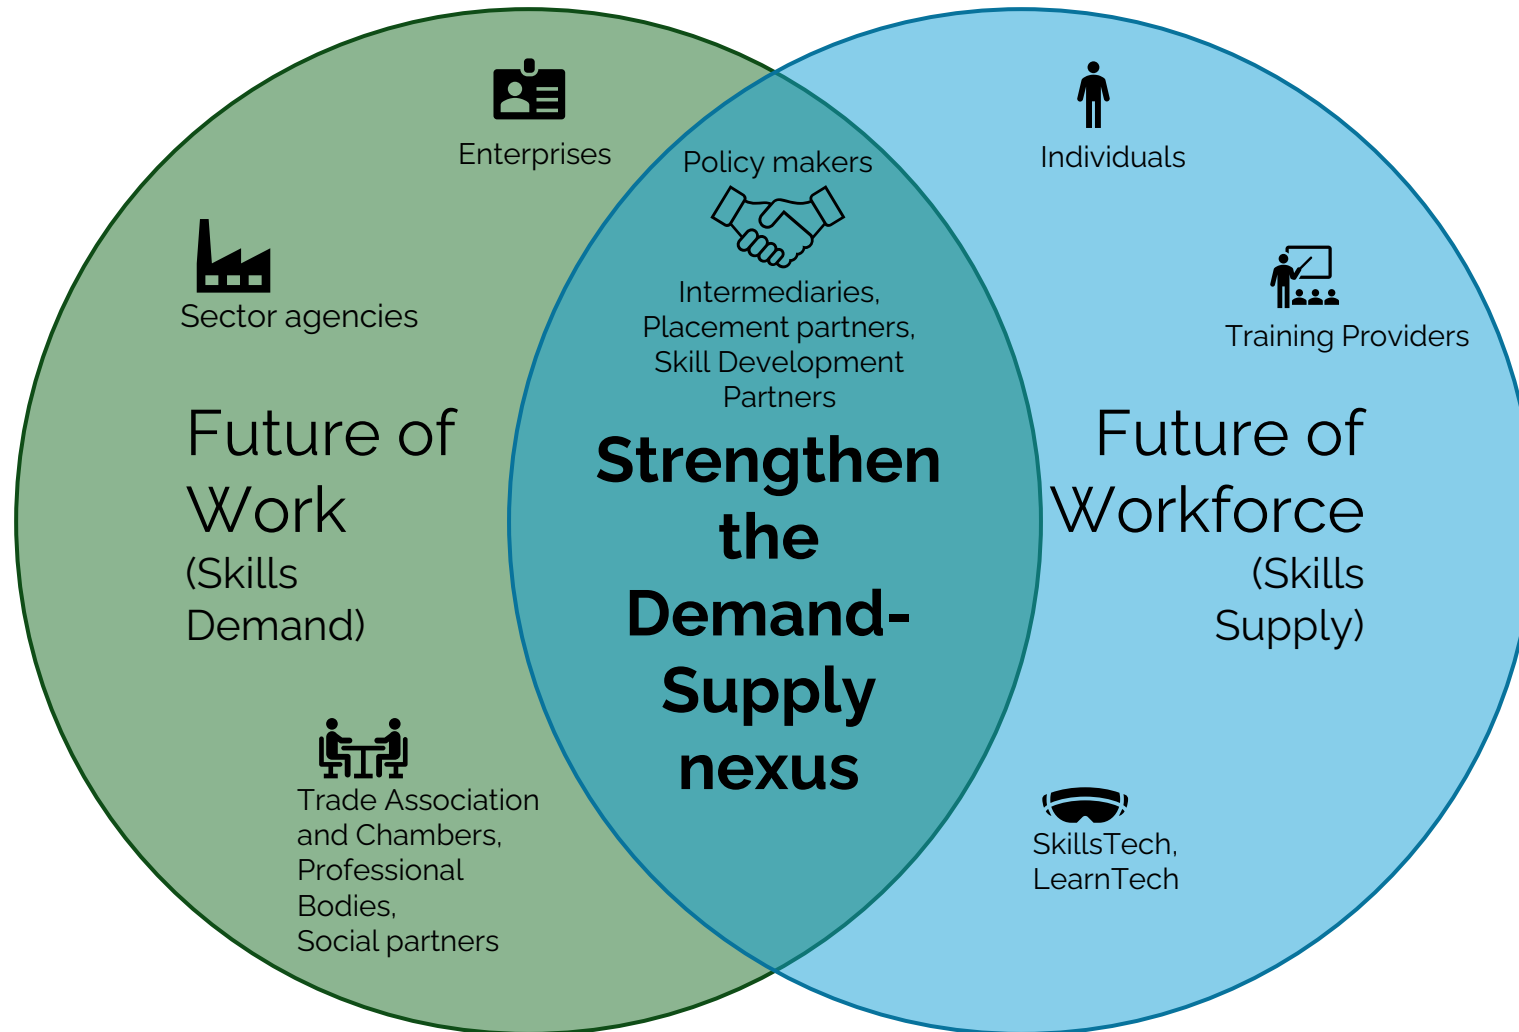 Enterprises
Sector agencies
Future of
Work
(Skills
Demand)
Trade Association
and Chambers,
Professional
Bodies,
Social partners
Policy makers
Intermediaries,
Placement partners,
Skill Development
Partners
Strengthen
the
Demand-
Supply
nexus
Individuals
Training Providers
Future of
Workforce
(Skills
Supply)
SkillsTech,
LearnTech